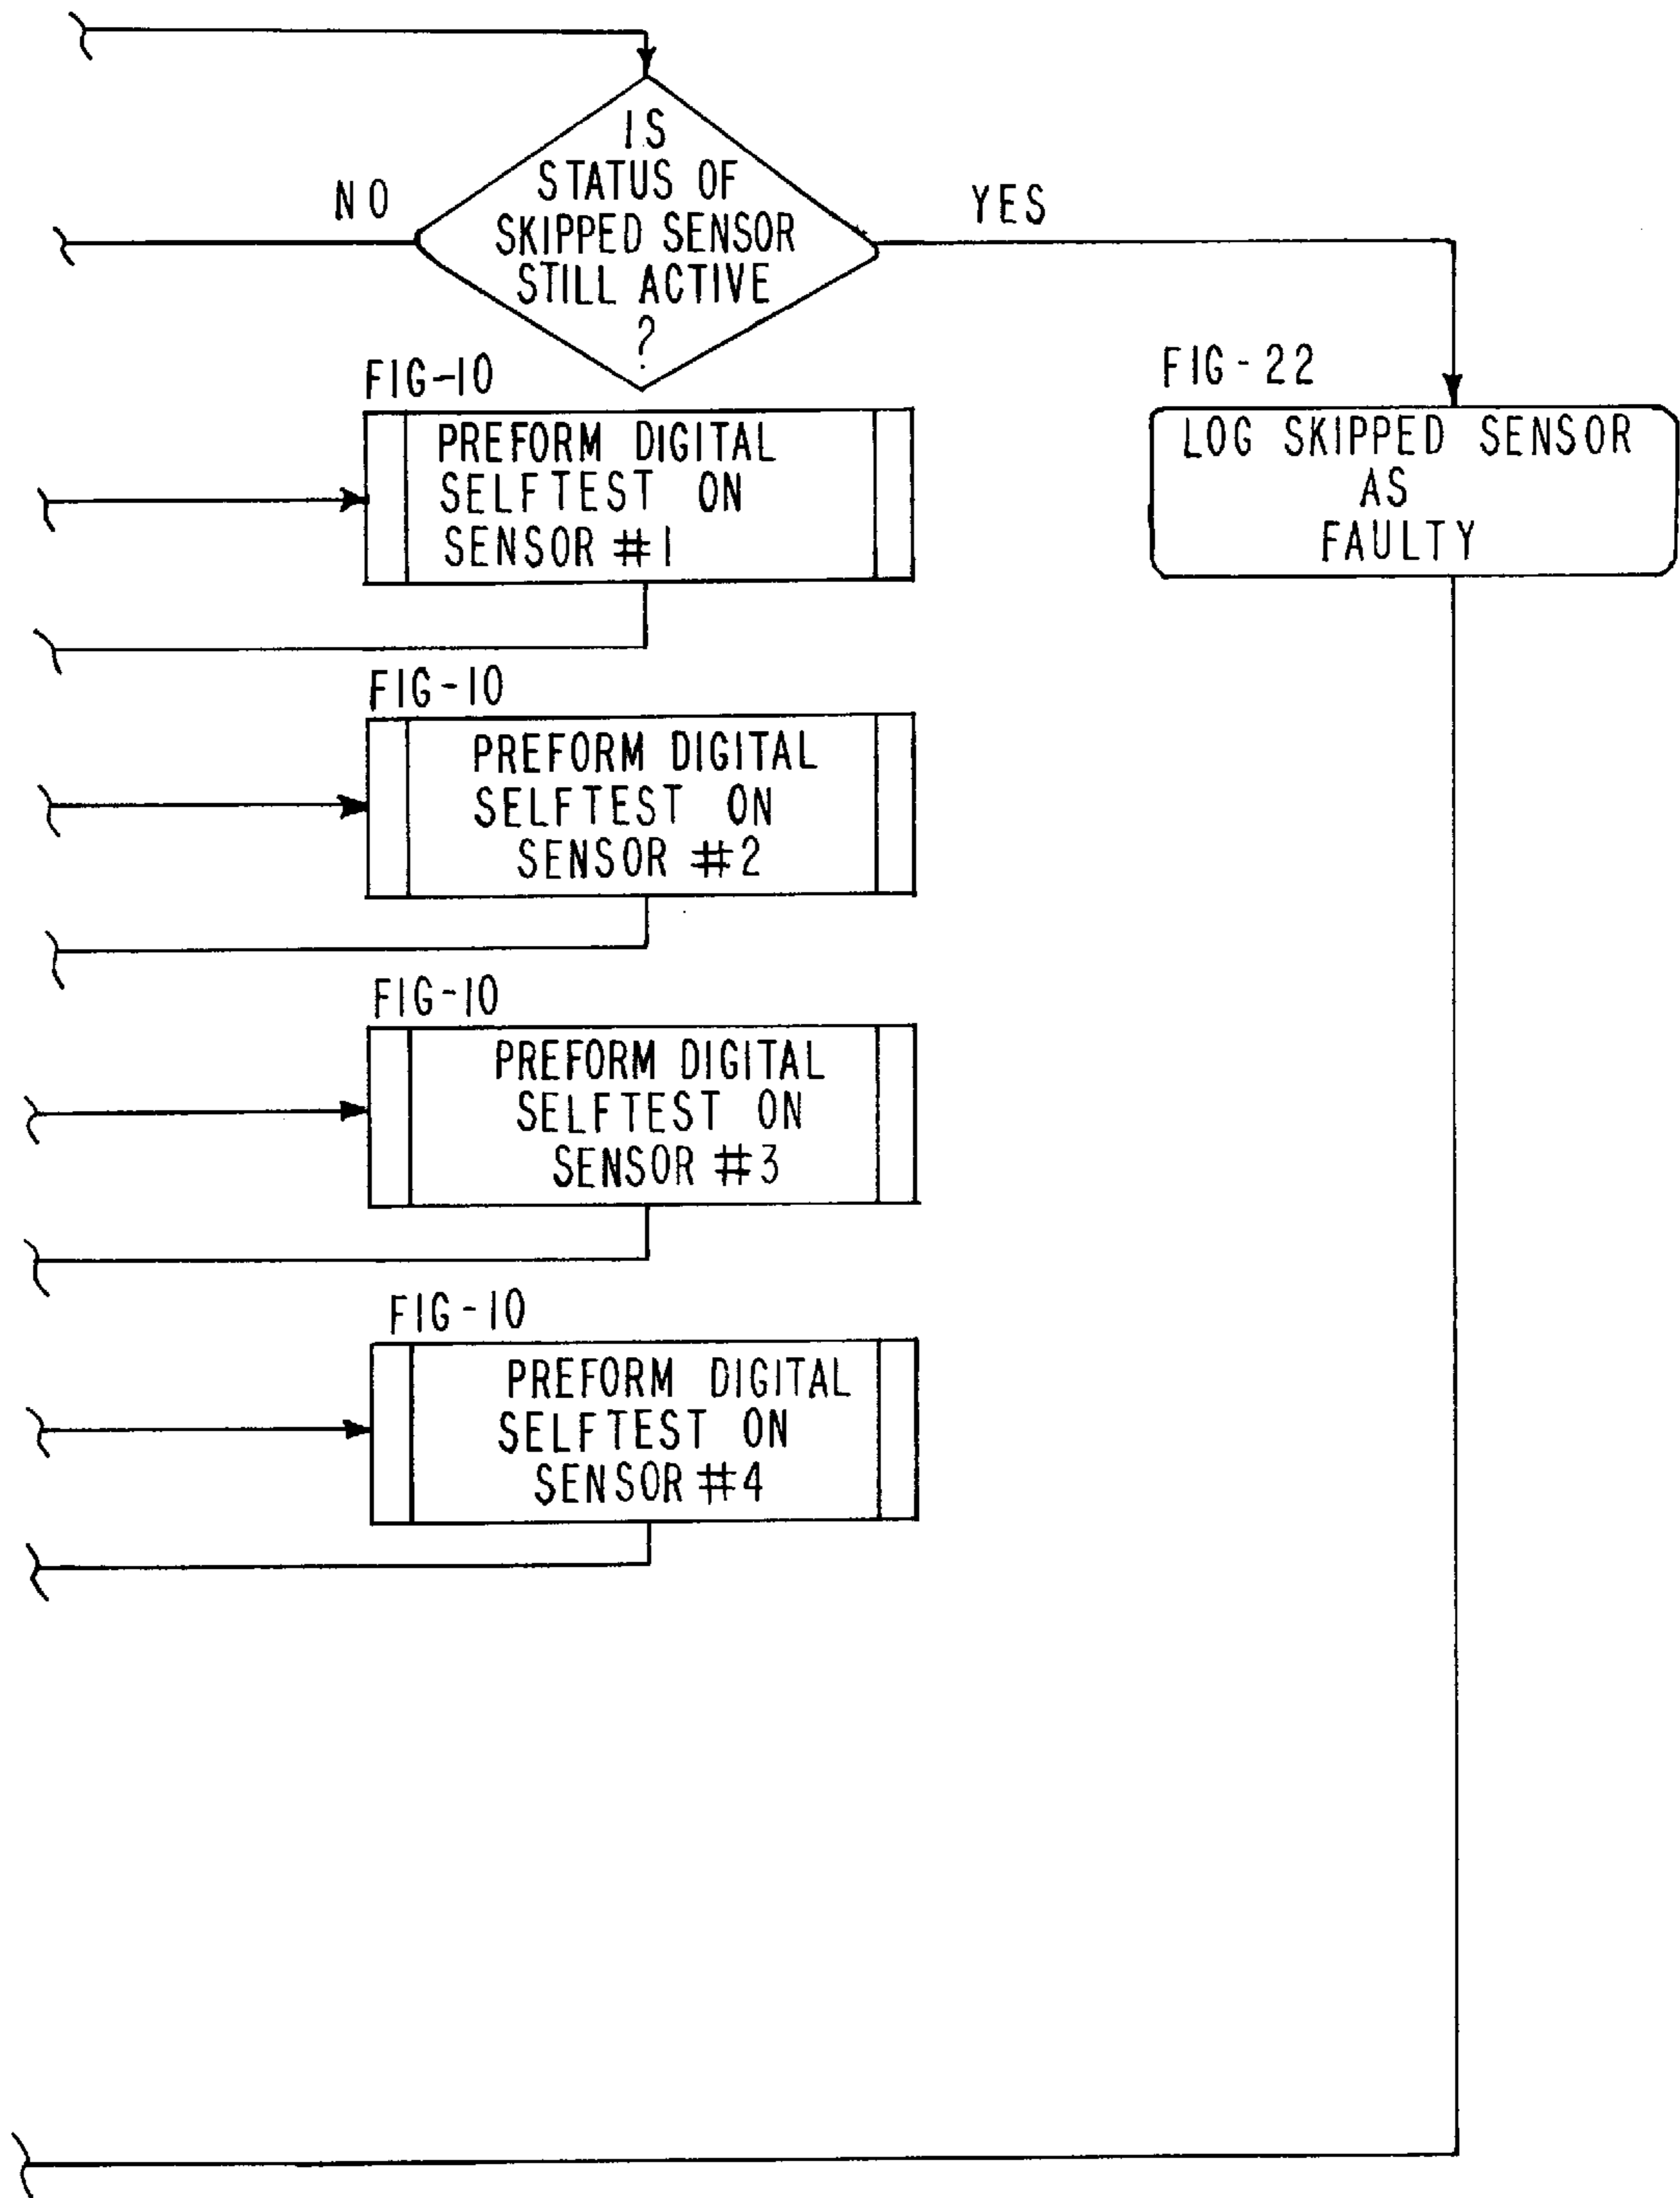 IS
STATUS OF
SKIPPED SENSOR
STILL ACTIVE
?
NO
YES
FIG-10
PREFORM DIGITAL
SELFTEST ON
SENSOR #1
FIG-22
LOG SKIPPED SENSOR
AS
FAULTY
FIG-10
PREFORM DIGITAL
SELFTEST ON
SENSOR #2
FIG-10
PREFORM DIGITAL
SELFTEST ON
SENSOR #3
FIG-10
PREFORM DIGITAL
SELFTEST ON
SENSOR #4